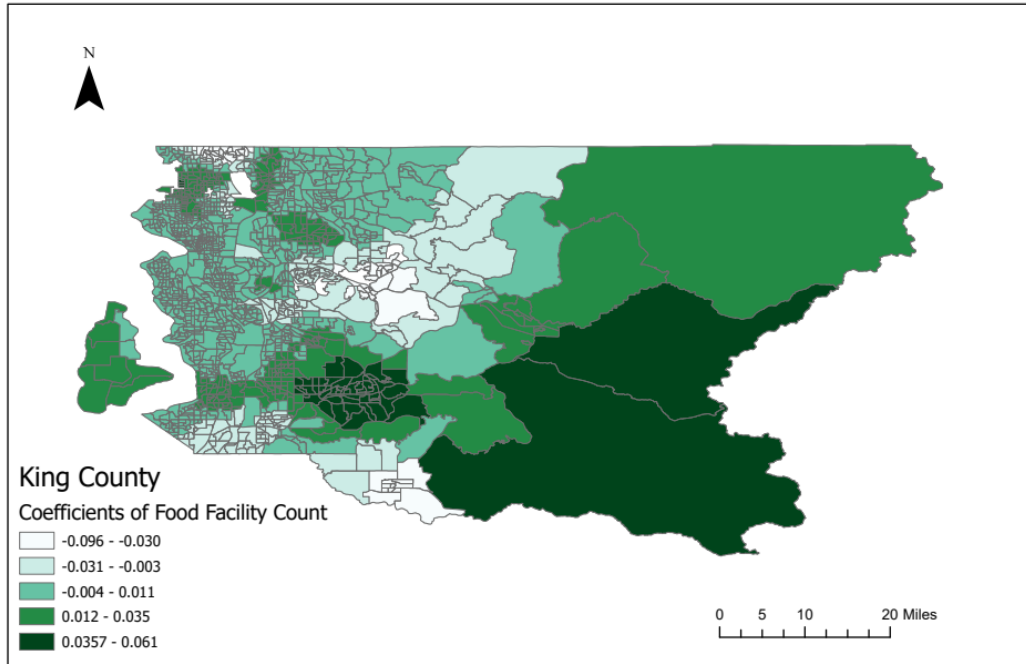 N
King County
Coefficients of Food Facility Count
-0.096 - -0.030
-0.031 - -0.003
-0.004 - 0.011
0.012 - 0.035
0.0357 - 0.061
0 5 10 20 Miles